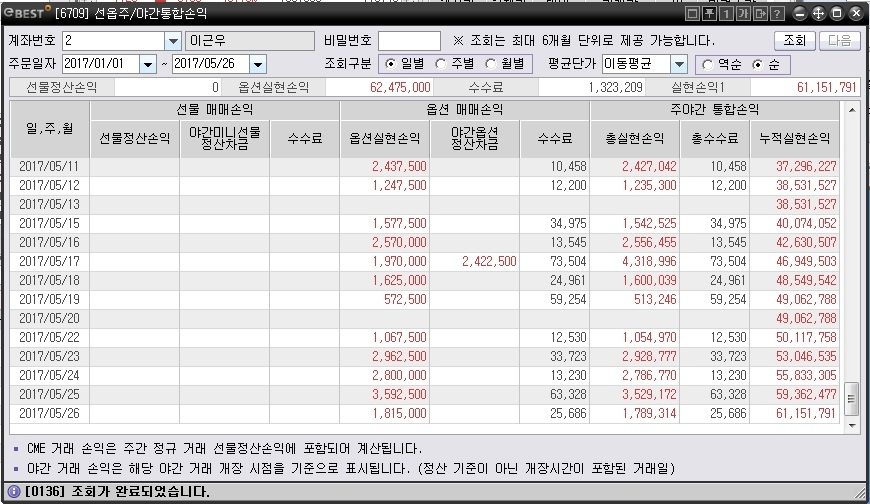 eBEST [6709] 선옵주/야간통합손익
계좌번호 2 이근우 비밀번호 ※ 조회는 최대 6개월 단위로 제공 가능합니다. 조회 다음
주문일자 2017/01/01 ~ 2017/05/26 조회구분 일별 주별 월별 평균단가 이동평균 역순 순
선물정산손익 0 옵션실현손익 62,475,000 수수료 1,323,209 실현손익1 61,151,791
일,주,월 선물 매매손익 옵션 매매손익 주야간 통합손익
선물정산손익 야간미니선물 정산차금 수수료 옵션실현손익 야간옵션 정산차금 수수료 총실현손익 총수수료 누적실현손익
2017/05/11 2,437,500 10,458 2,427,042 10,458 37,296,227
2017/05/12 1,247,500 12,200 1,235,300 12,200 38,531,527
2017/05/13 38,531,527
2017/05/15 1,577,500 34,975 1,542,525 34,975 40,074,052
2017/05/16 2,570,000 13,545 2,556,455 13,545 42,630,507
2017/05/17 1,970,000 2,422,500 73,504 4,318,996 73,504 46,949,503
2017/05/18 1,625,000 24,961 1,600,039 24,961 48,549,542
2017/05/19 572,500 59,254 513,246 59,254 49,062,788
2017/05/20 49,062,788
2017/05/22 1,067,500 12,530 1,054,970 12,530 50,117,758
2017/05/23 2,962,500 33,723 2,928,777 33,723 53,046,535
2017/05/24 2,800,000 13,230 2,786,770 13,230 55,833,305
2017/05/25 3,592,500 63,328 3,529,172 63,328 59,362,477
2017/05/26 1,815,000 25,686 1,789,314 25,686 61,151,791
▪ CME 거래 손익은 주간 정규 거래 선물정산손익에 포함되어 계산됩니다.
▪ 야간 거래 손익은 해당 야간 거래 개장 시점을 기준으로 표시됩니다. (정산 기준이 아닌 개장시간이 포함된 거래일)
[0136] 조회가 완료되었습니다.